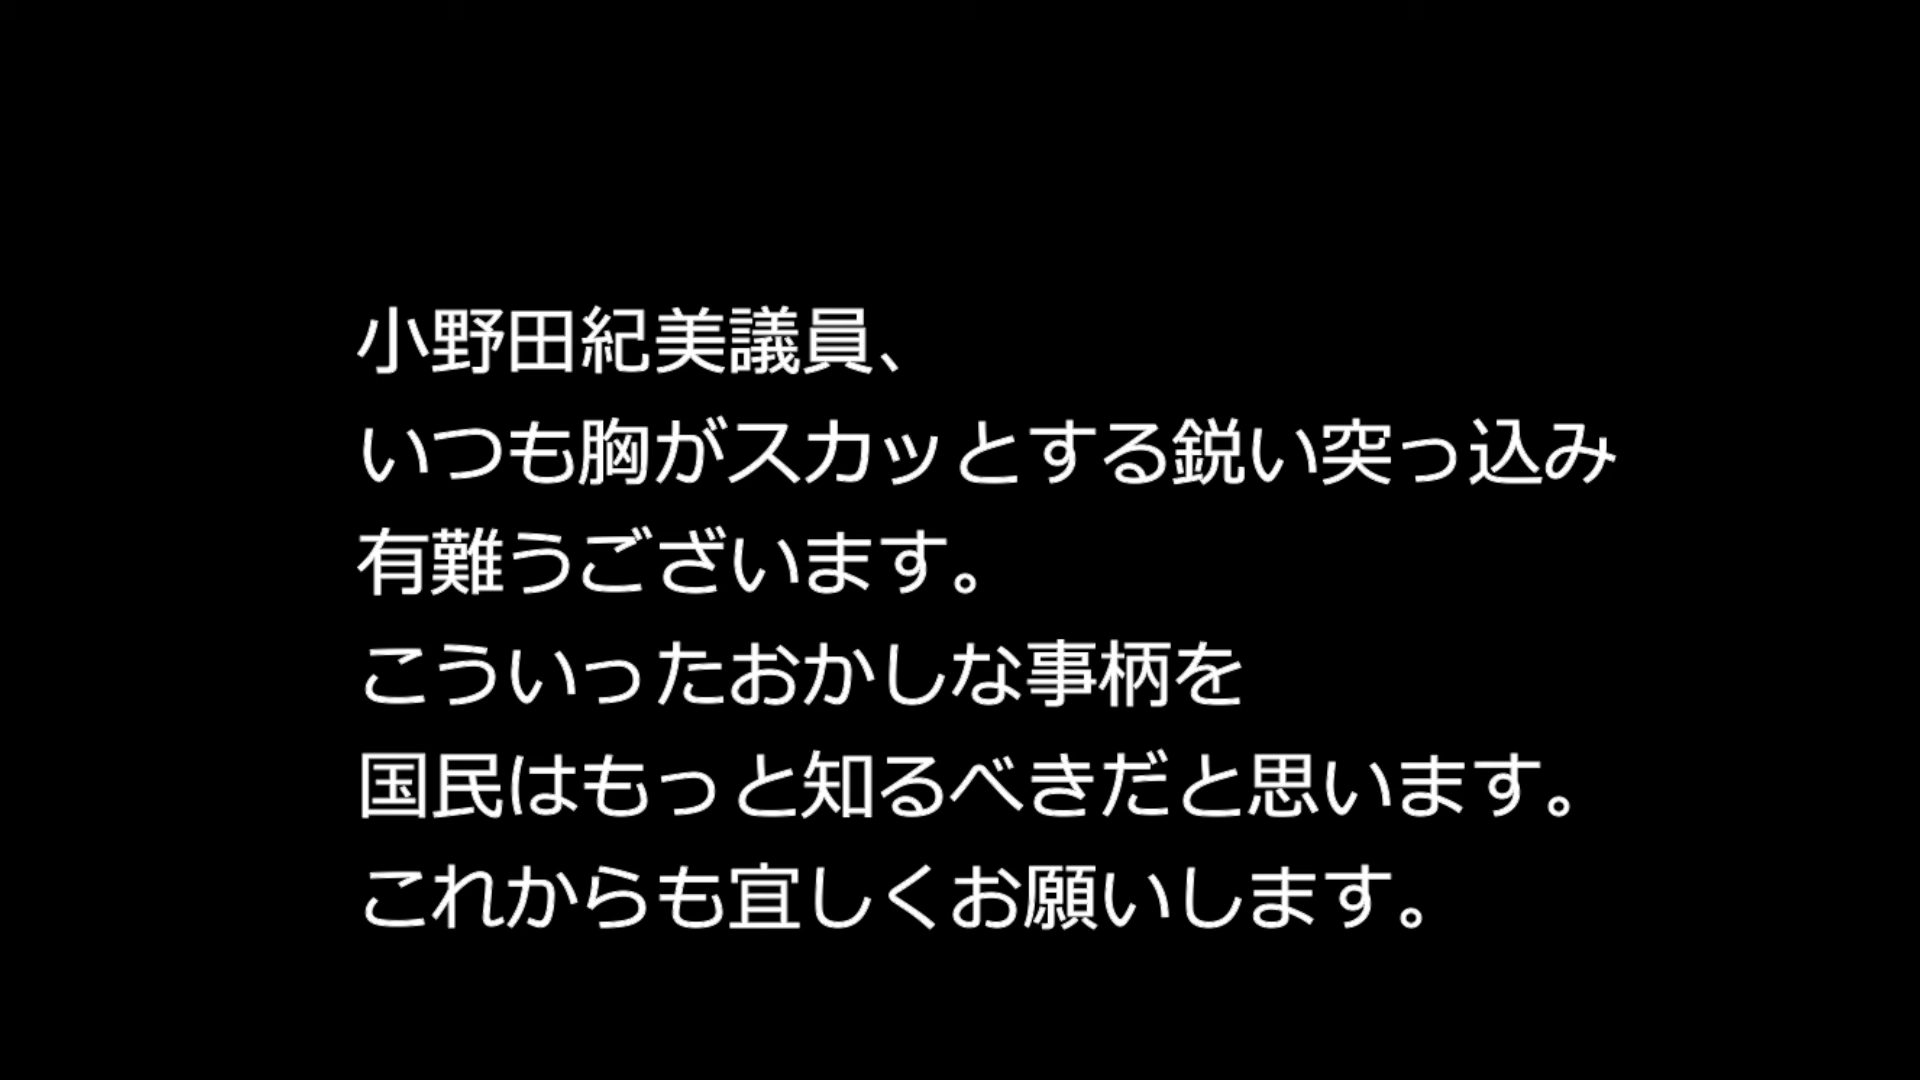 小野田紀美議員、
いつも胸がスカッとする鋭い突っ込み
有難うございます。
こういったおかしな事柄を
国民はもっと知るべきだと思います。
これからも宜しくお願いします。